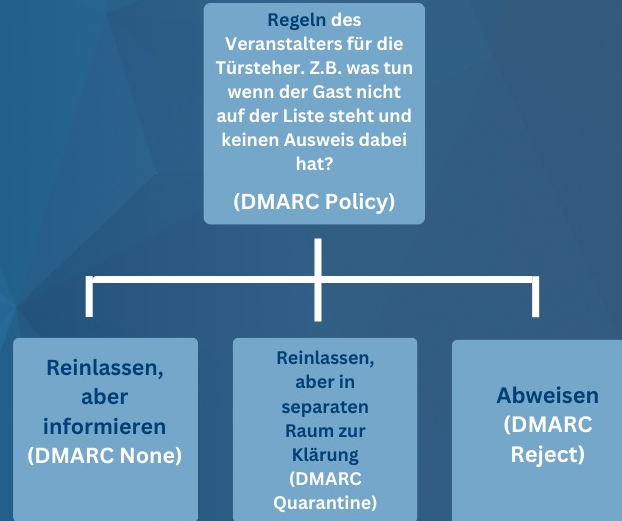 Regeln des
Veranstalters für die
Türsteher. Z.B. was tun
wenn der Gast nicht
auf der Liste steht und
keinen Ausweis dabei
hat?
(DMARC Policy)
Reinlassen,
aber
informieren
(DMARC None)
Reinlassen,
aber in
separaten
Raum zur
Klärung
(DMARC
Quarantine)
Abweisen
(DMARC
Reject)